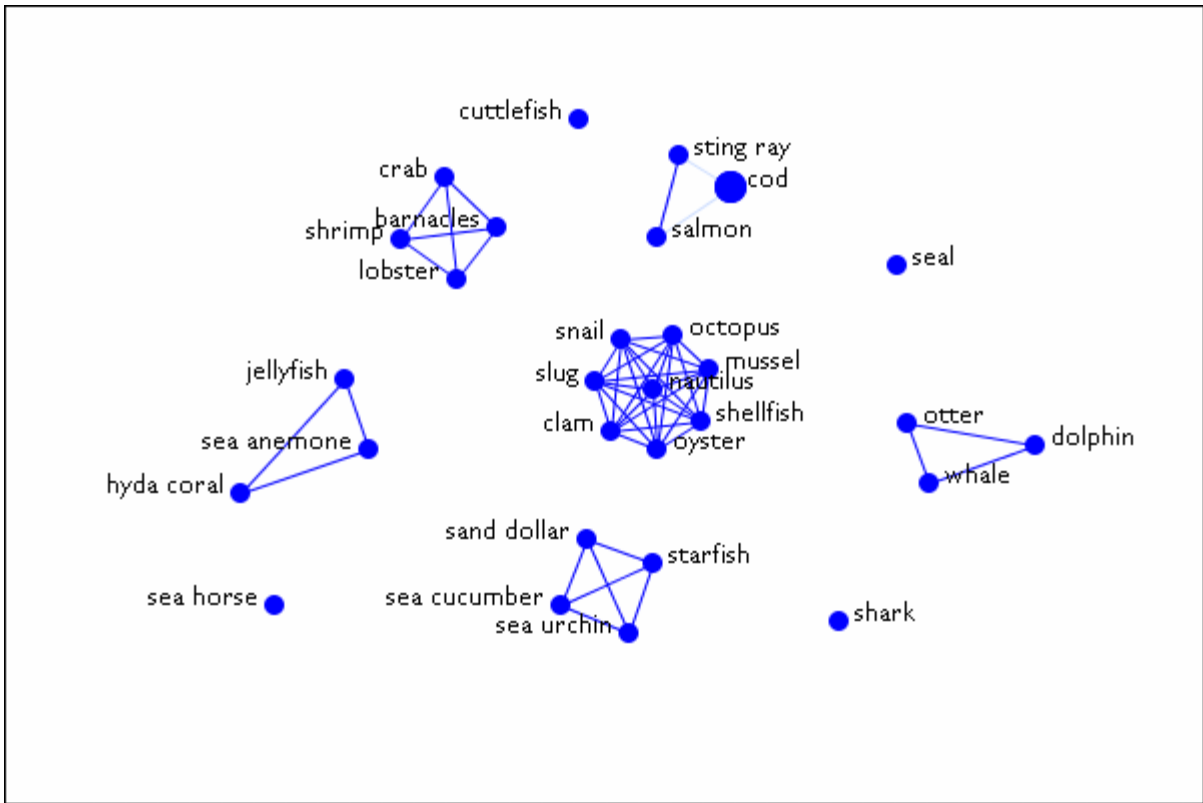 cuttlefish
sting ray
crab
cod
barnacles
shrimp
salmon
lobster
seal
snail
octopus
mussel
jellyfish
slug
nautilus
clam
shellfish
otter
sea anemone
oyster
dolphin
whale
hyda coral
sand dollar
starfish
sea horse
sea cucumber
shark
sea urchin